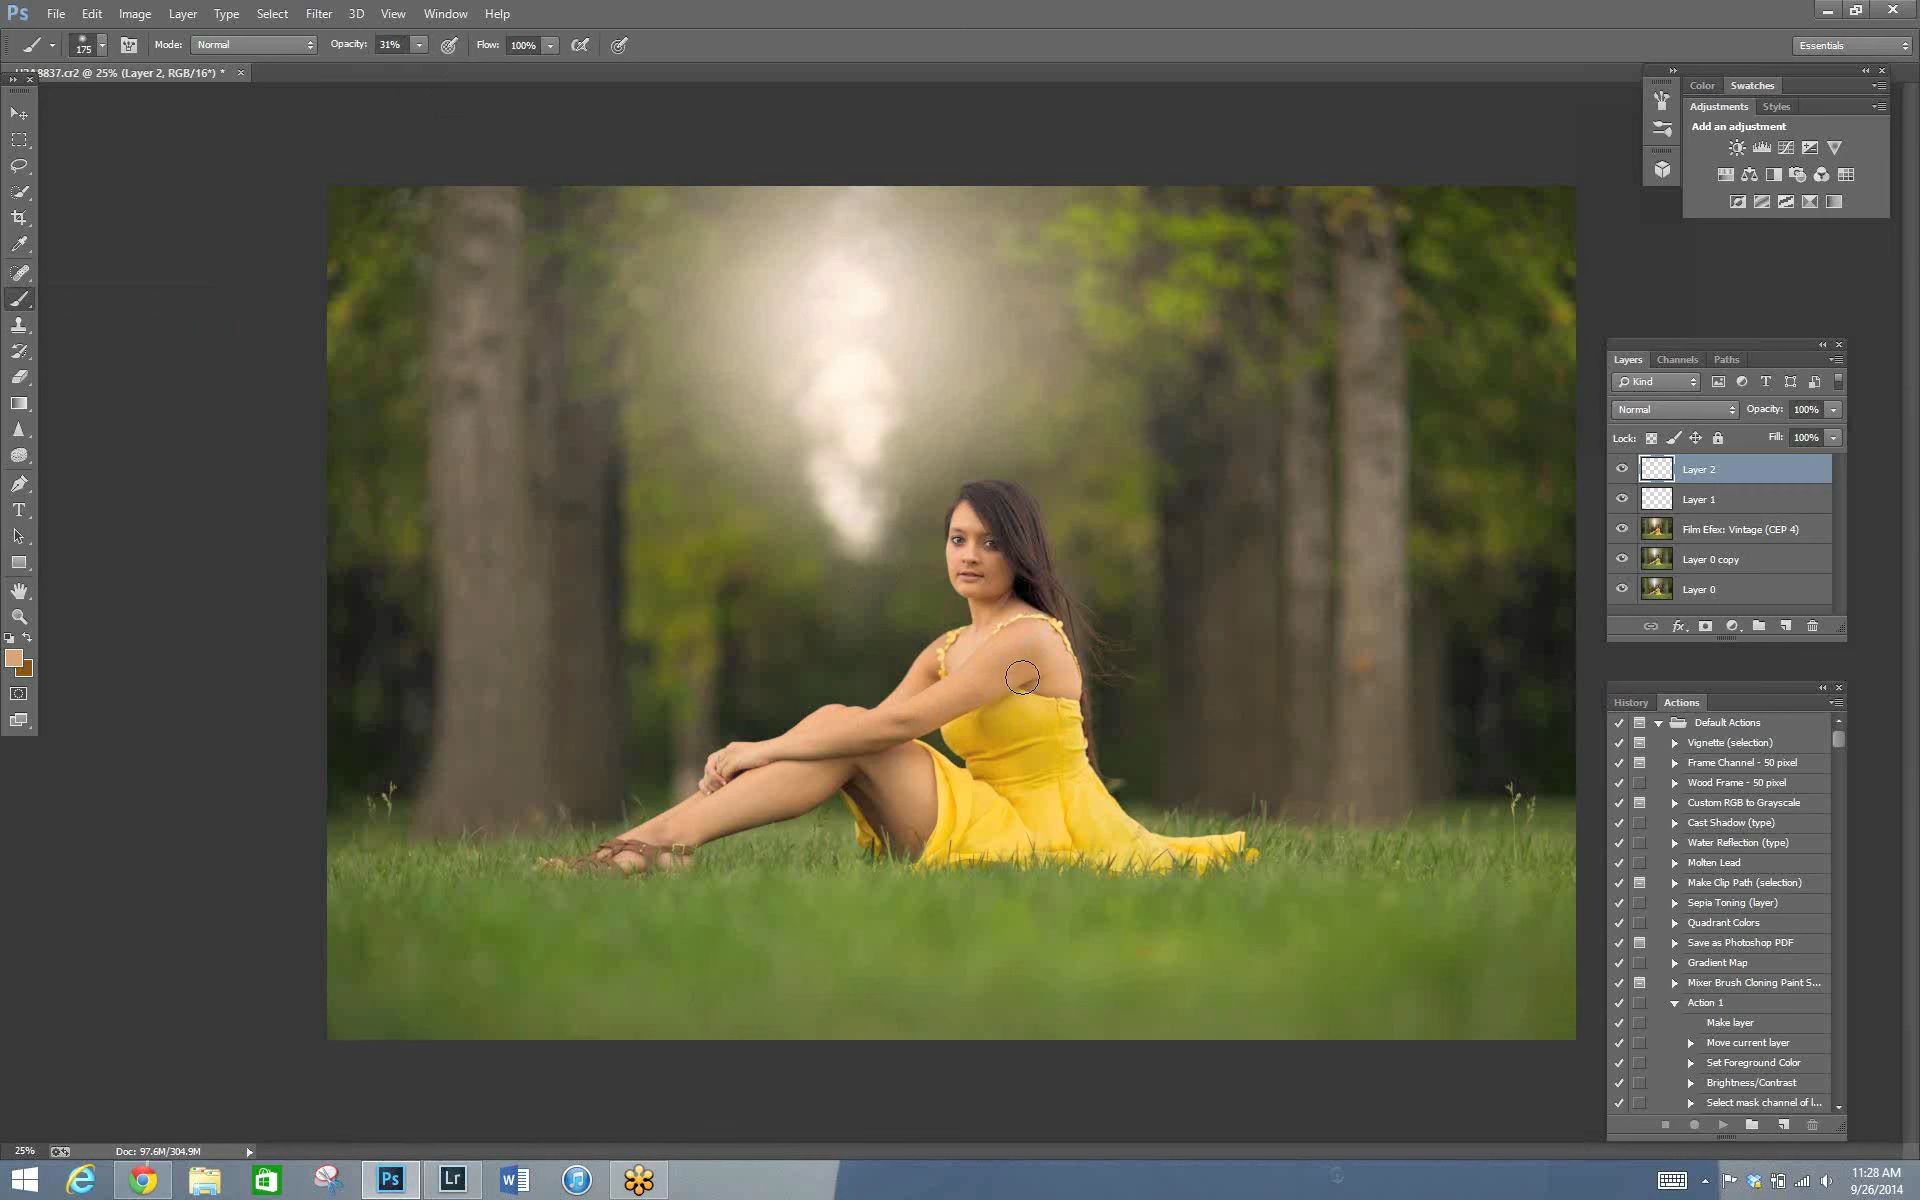 Ps File Edit Image Layer Type Select Filter 3D View Window Help
175 Mode: Normal Opacity: 31% Flow: 100% Essentials
8837.cr2 @ 25% (Layer 2, RGB/16*) * ×
Color Swatches
Adjustments Styles
Add an adjustment
Layers Channels Paths
Kind
Normal Opacity: 100%
Lock: Fill: 100%
Layer 2
Layer 1
Film Efex: Vintage (CEP 4)
Layer 0 copy
Layer 0
fx
History Actions
Default Actions
Vignette (selection)
Frame Channel - 50 pixel
Wood Frame - 50 pixel
Custom RGB to Grayscale
Cast Shadow (type)
Water Reflection (type)
Molten Lead
Make Clip Path (selection)
Sepia Toning (layer)
Quadrant Colors
Save as Photoshop PDF
Gradient Map
Mixer Brush Cloning Paint S...
Action 1
Make layer
Move current layer
Set Foreground Color
Brightness/Contrast
Select mask channel of l...
25% Doc: 97.6M/304.9M
Ps Lr
11:28 AM
9/26/2014